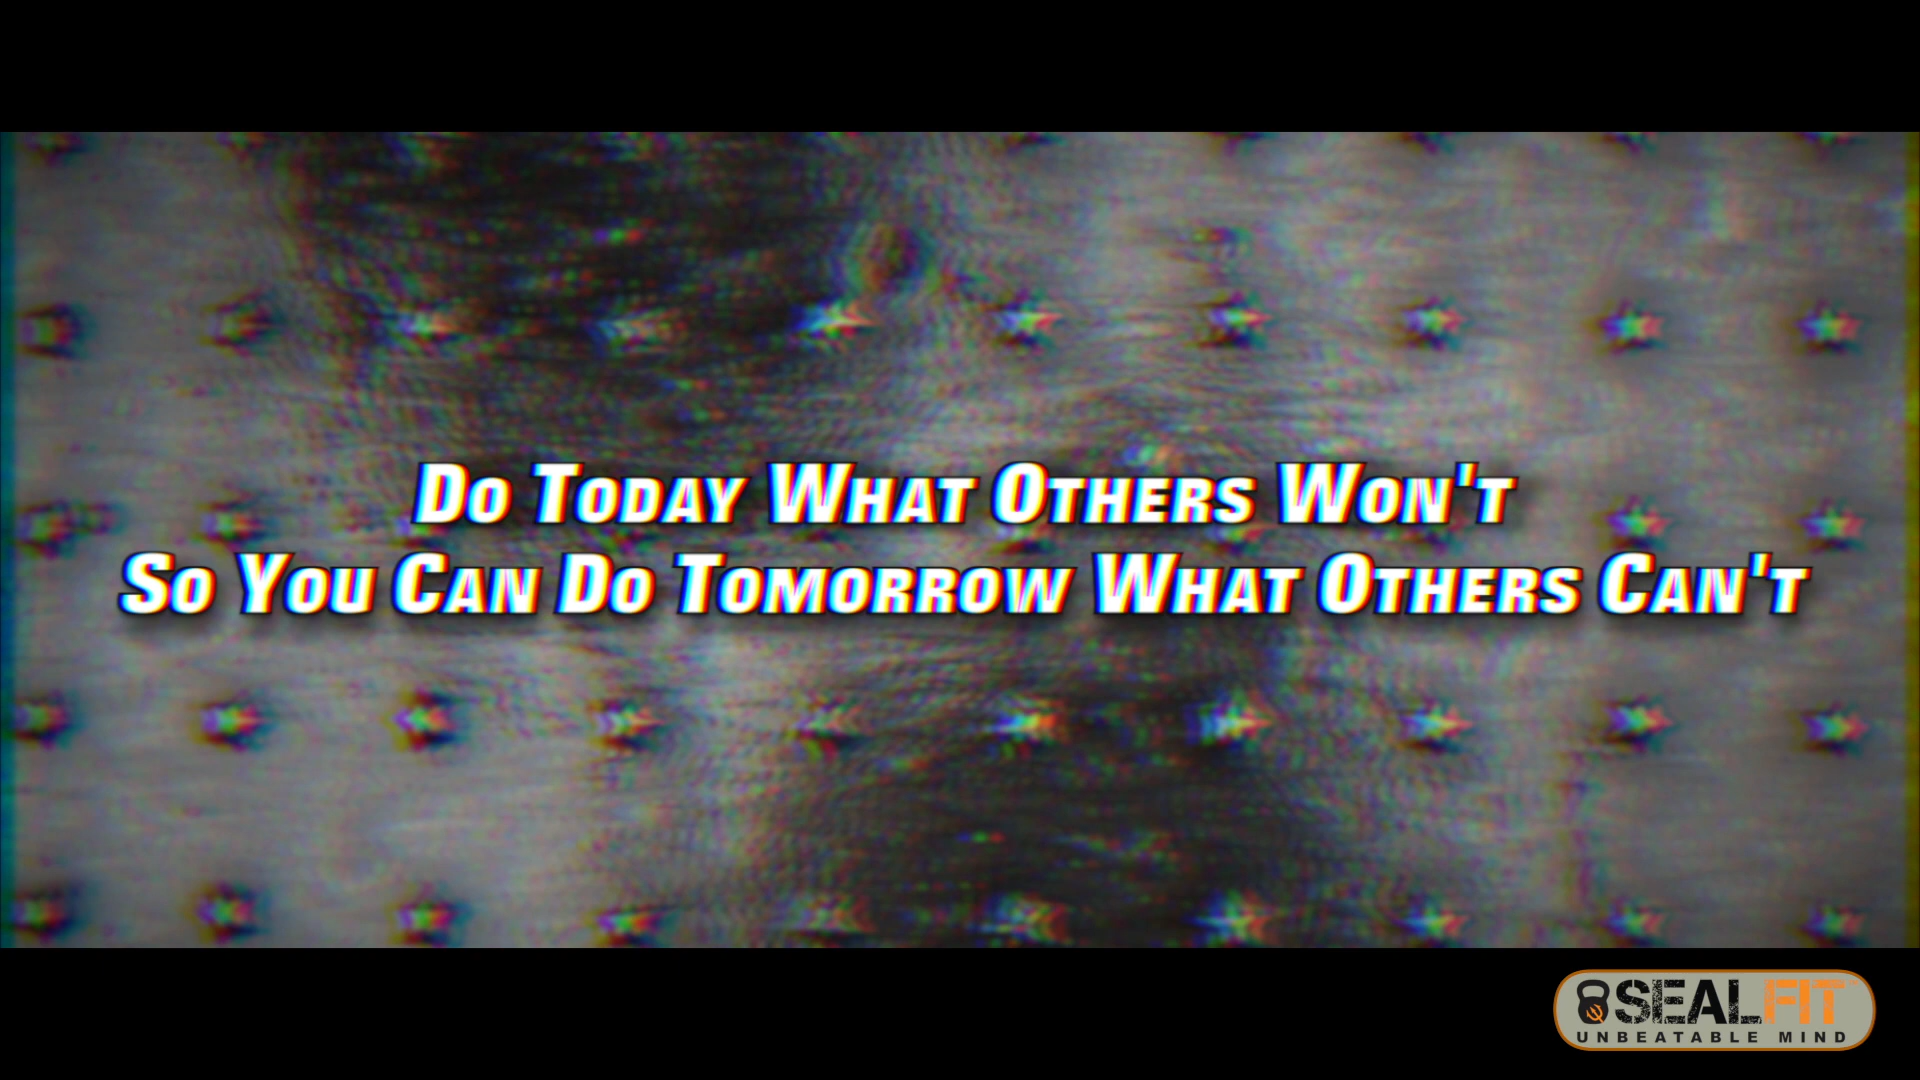 Do Today What Others Won't
So You Can Do Tomorrow What Others Can't
SEALFIT
UNBEATABLE MIND